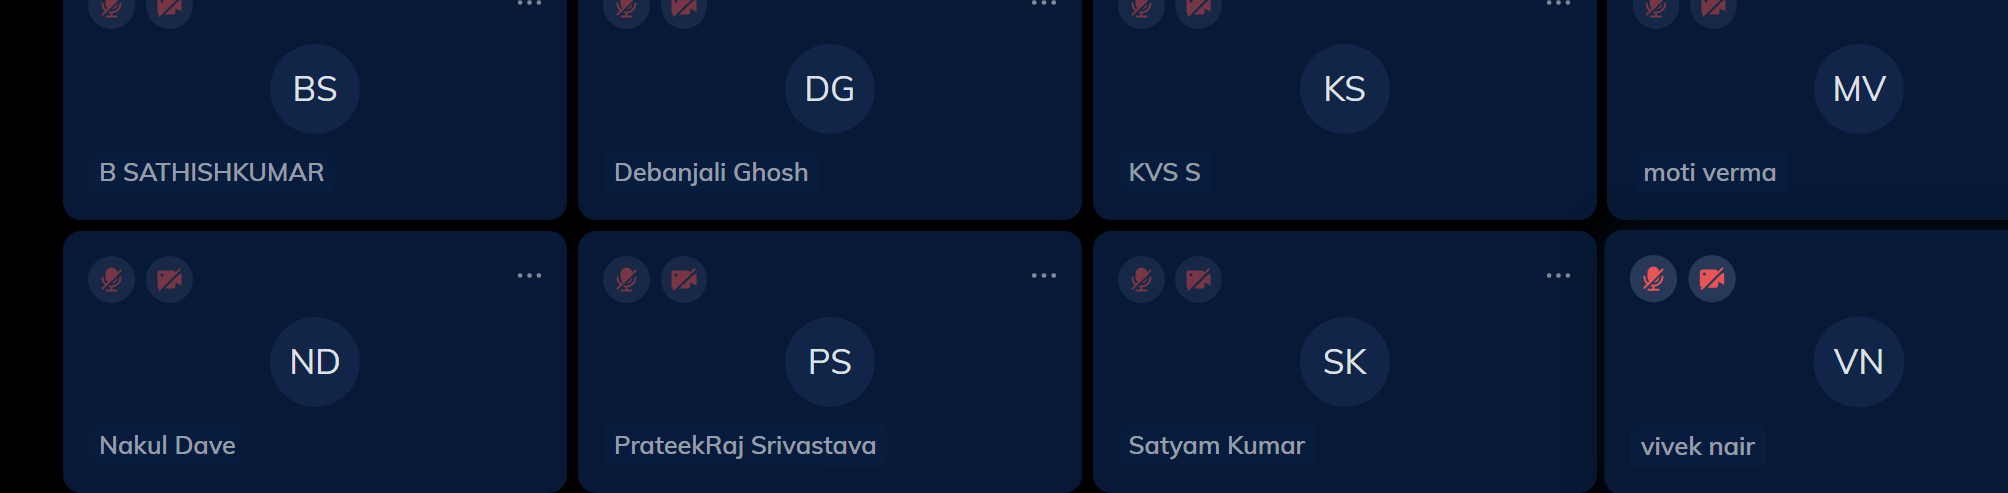 BS
DG
KS
MV
B SATHISHKUMAR
Debanjali Ghosh
KVS S
moti verma
ND
PS
SK
VN
Nakul Dave
PrateekRaj Srivastava
Satyam Kumar
vivek nair